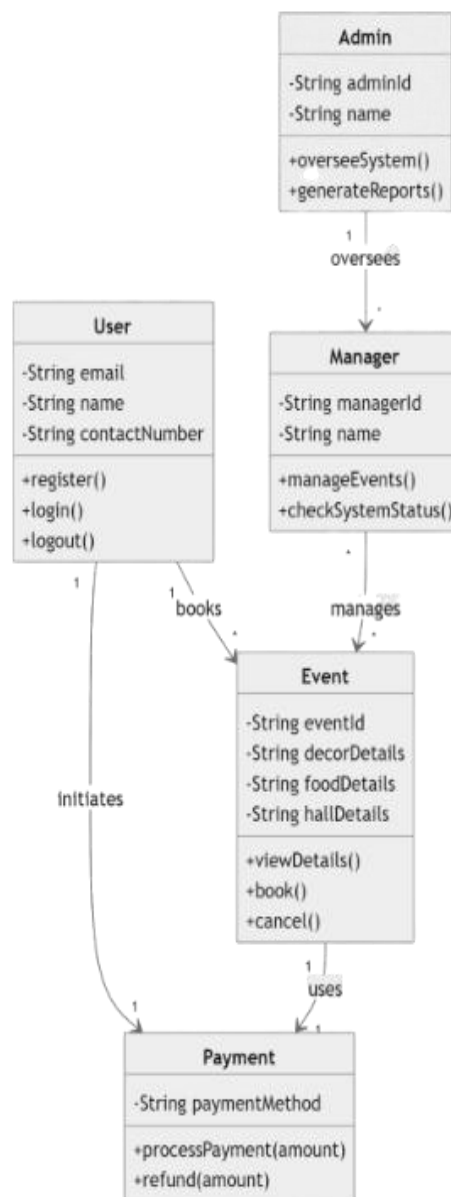 Admin
-String adminId
-String name
+overseeSystem()
+generateReports()
1
oversees
*
User
-String email
-String name
-String contactNumber
+register()
+login()
+logout()
Manager
-String managerId
-String name
+manageEvents()
+checkSystemStatus()
1
1
books
*
*
manages
*
Event
-String eventId
-String decorDetails
-String foodDetails
-String hallDetails
+viewDetails()
+book()
+cancel()
initiates
1
uses
1
1
Payment
-String paymentMethod
+processPayment(amount)
+refund(amount)